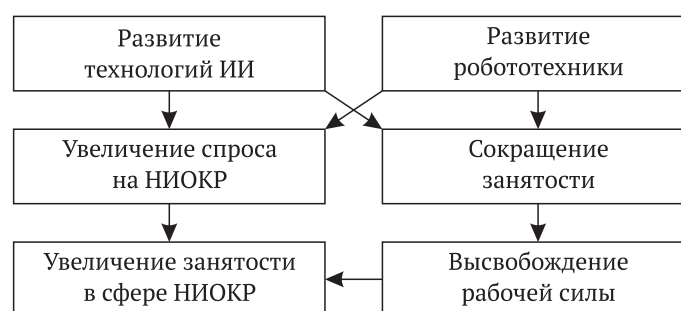 Развитие
технологий ИИ
Развитие
робототехники
Увеличение спроса
на НИОКР
Сокращение
занятости
Увеличение занятости
в сфере НИОКР
Высвобождение
рабочей силы